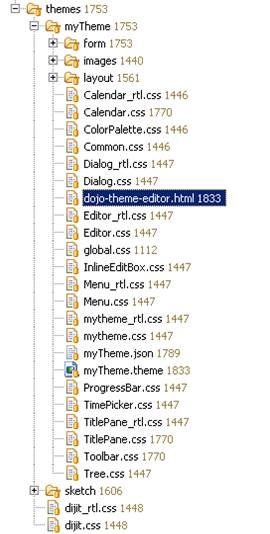 themes 1753
myTheme 1753
form 1753
images 1440
layout 1561
Calendar_rtl.css 1446
Calendar.css 1770
ColorPalette.css 1446
Common.css 1446
Dialog_rtl.css 1447
Dialog.css 1447
dojo-theme-editor.html 1833
Editor_rtl.css 1447
Editor.css 1447
global.css 1112
InlineEditBox.css 1447
Menu_rtl.css 1447
Menu.css 1447
mytheme_rtl.css 1447
mytheme.css 1447
myTheme.json 1789
myTheme.theme 1833
ProgressBar.css 1447
TimePicker.css 1447
TitlePane_rtl.css 1447
TitlePane.css 1770
Toolbar.css 1770
Tree.css 1447
sketch 1606
dijit_rtl.css 1448
dijit.css 1448